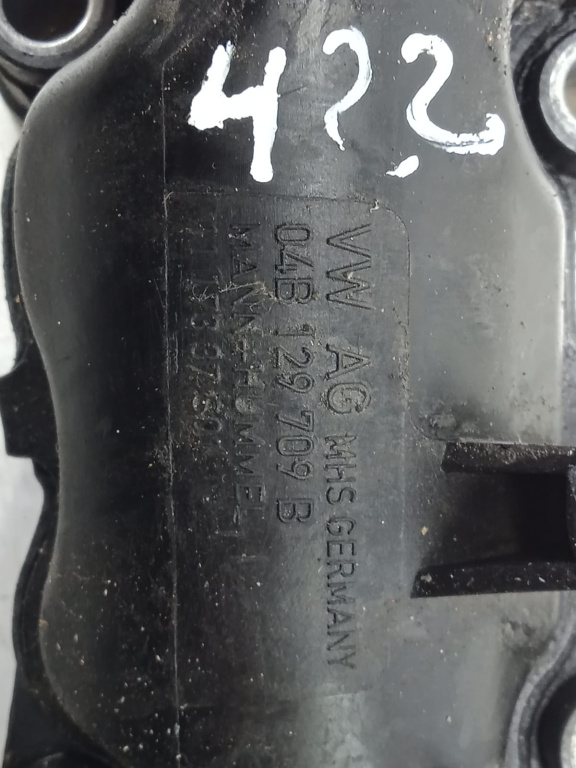 422
VW AG MHS GERMANY
04B 129 709 B
MANN+HUMMEL